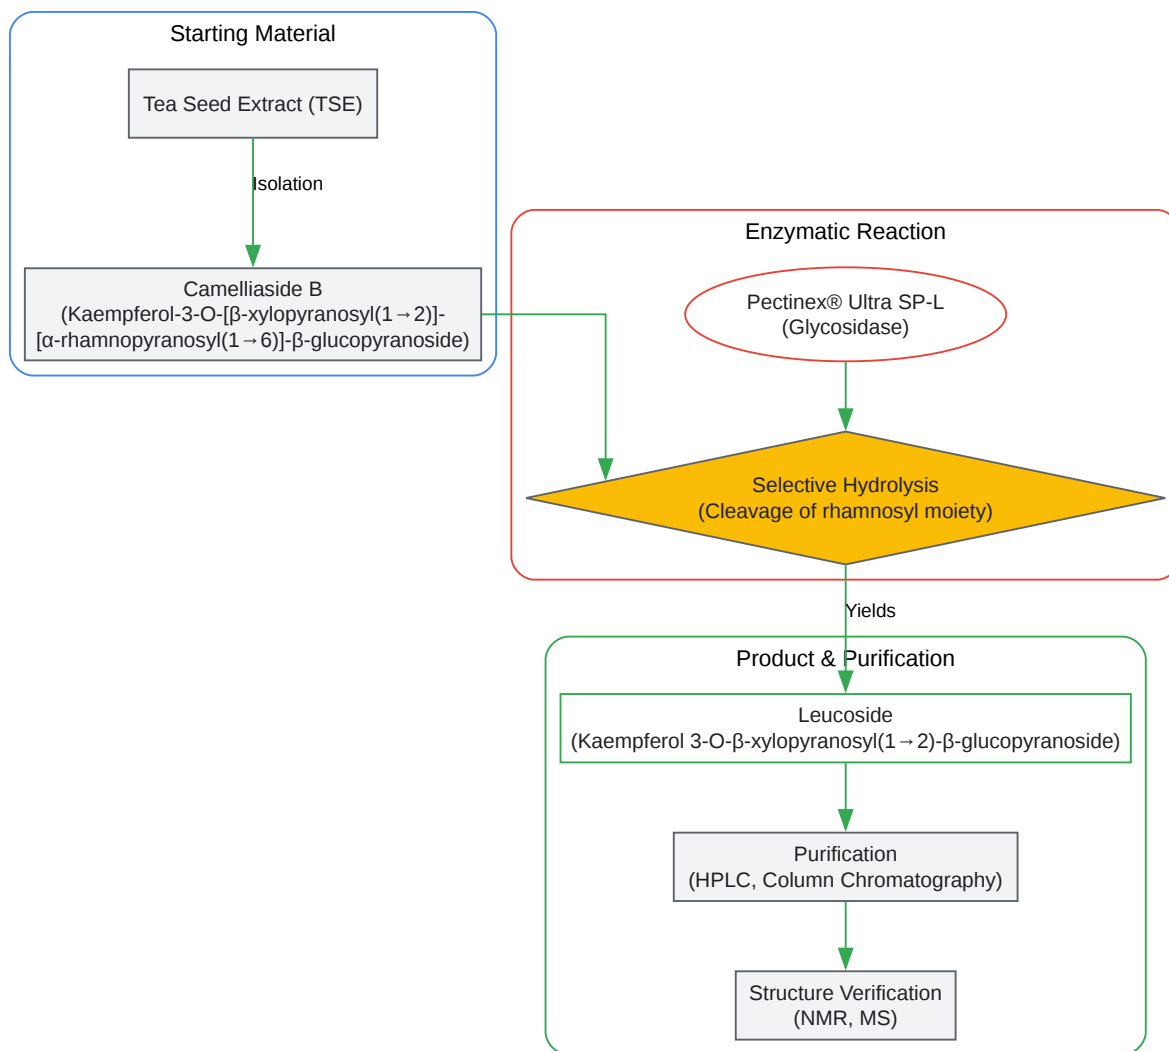 Starting Material
Tea Seed Extract (TSE)
Isolation
Camelliaside B
(Kaempferol-3-O-[β-xylopyranosyl(1→2)]-
[α-rhamnopyranosyl(1→6)]-β-glucopyranoside)
Enzymatic Reaction
Pectinex® Ultra SP-L
(Glycosidase)
Selective Hydrolysis
(Cleavage of rhamnosyl moiety)
Yields
Product & Purification
Leucoside
(Kaempferol 3-O-β-xylopyranosyl(1→2)-β-glucopyranoside)
Purification
(HPLC, Column Chromatography)
Structure Verification
(NMR, MS)